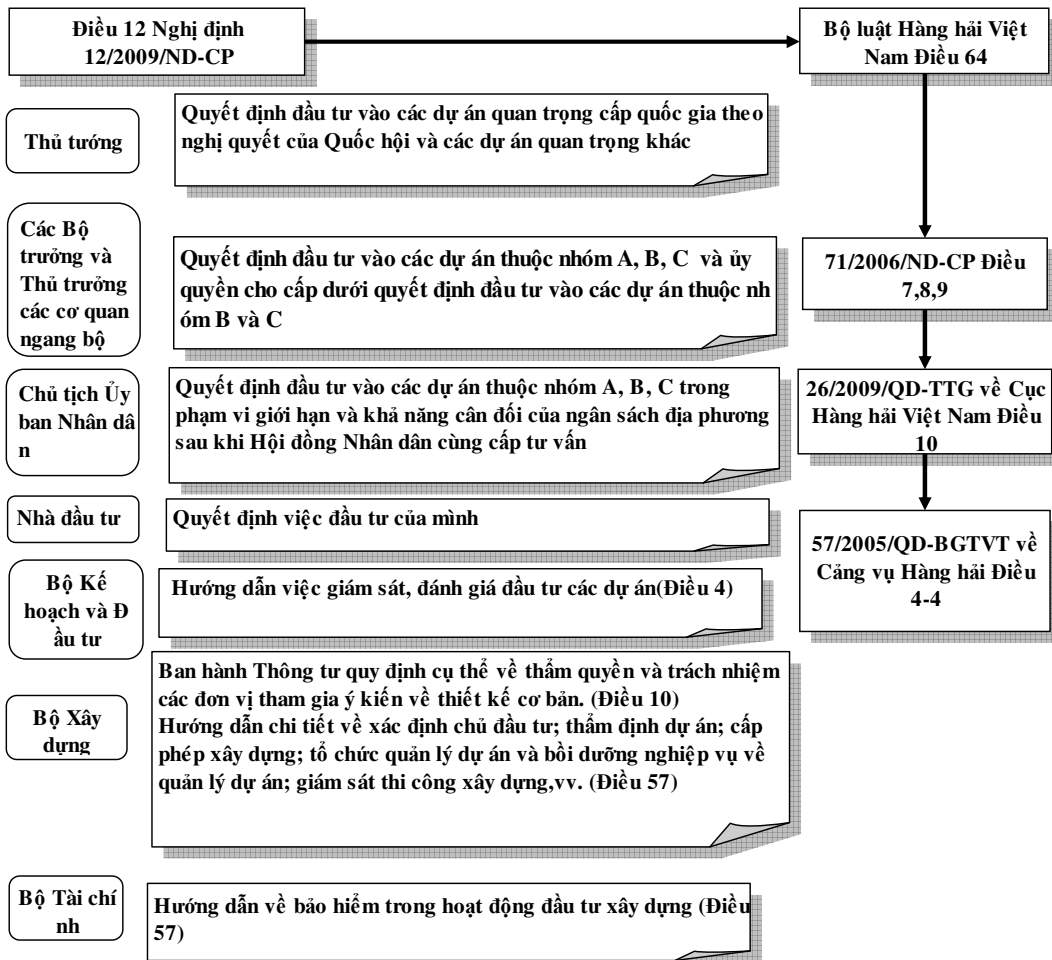 Điều 12 Nghị định
12/2009/ND-CP
Bộ luật Hàng hải Việt
Nam Điều 64
Thủ tướng
Quyết định đầu tư vào các dự án quan trọng cấp quốc gia theo
nghị quyết của Quốc hội và các dự án quan trọng khác
Các Bộ
trưởng và
Thủ trưởng
các cơ quan
ngang bộ
Quyết định đầu tư vào các dự án thuộc nhóm A, B, C và ủy
quyền cho cấp dưới quyết định đầu tư vào các dự án thuộc nh
óm B và C
71/2006/ND-CP Điều
7,8,9
Chủ tịch Ủy
ban Nhân dâ
n
Quyết định đầu tư vào các dự án thuộc nhóm A, B, C trong
phạm vi giới hạn và khả năng cân đối của ngân sách địa phương
sau khi Hội đồng Nhân dân cùng cấp tư vấn
26/2009/QD-TTG về Cục
Hàng hải Việt Nam Điều
10
Nhà đầu tư
Quyết định việc đầu tư của mình
57/2005/QD-BGTVT về
Cảng vụ Hàng hải Điều
4-4
Bộ Kế
hoạch và Đ
ầu tư
Hướng dẫn việc giám sát, đánh giá đầu tư các dự án(Điều 4)
Bộ Xây
dựng
Ban hành Thông tư quy định cụ thể về thẩm quyền và trách nhiệm
các đơn vị tham gia ý kiến về thiết kế cơ bản. (Điều 10)
Hướng dẫn chi tiết về xác định chủ đầu tư; thẩm định dự án; cấp
phép xây dựng; tổ chức quản lý dự án và bồi dưỡng nghiệp vụ về
quản lý dự án; giám sát thi công xây dựng,vv. (Điều 57)
Bộ Tài chí
nh
Hướng dẫn về bảo hiểm trong hoạt động đầu tư xây dựng (Điều
57)